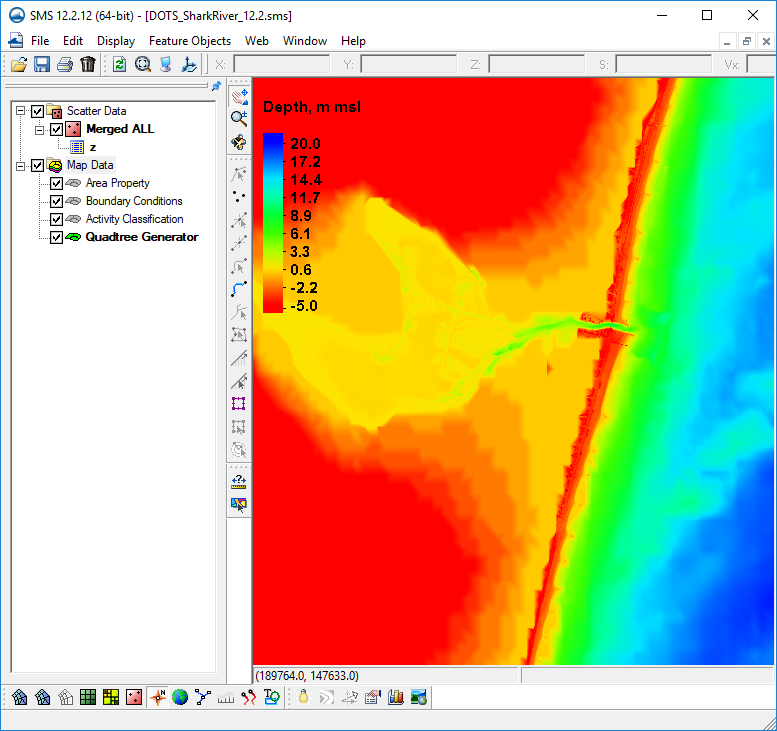 SMS 12.2.12 (64-bit) - [DOTS_SharkRiver_12.2.sms]
File Edit Display Feature Objects Web Window Help
X: Y: Z: S: Vx:
Scatter Data
Merged ALL
z
Map Data
Area Property
Boundary Conditions
Activity Classification
Quadtree Generator
Depth, m msl
20.0
17.2
14.4
11.7
8.9
6.1
3.3
0.6
-2.2
-5.0
(189764.0, 147633.0)